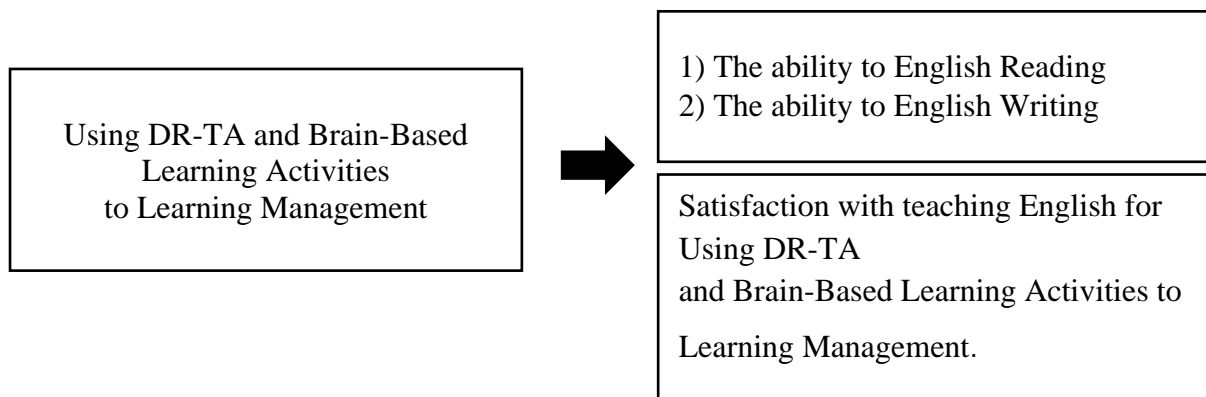 Using DR-TA and Brain-Based
Learning Activities
to Learning Management
1) The ability to English Reading
2) The ability to English Writing
Satisfaction with teaching English for
Using DR-TA
and Brain-Based Learning Activities to
Learning Management.